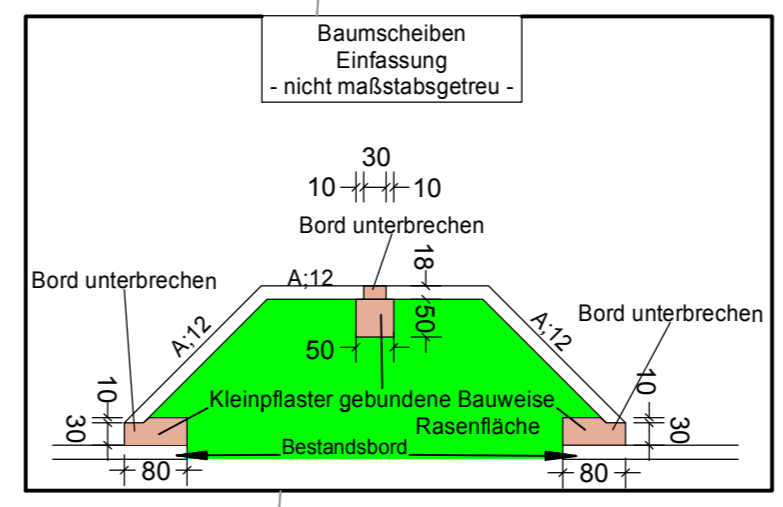 Baumscheiben
Einfassung
- nicht maßstabsgetreu -
30
10
10
Bord unterbrechen
Bord unterbrechen
A;12
18
Bord unterbrechen
A;12
A;12
50
50
10
30
Kleinpflaster gebundene Bauweise
Rasenfläche
10
30
Bestandsbord
80
80